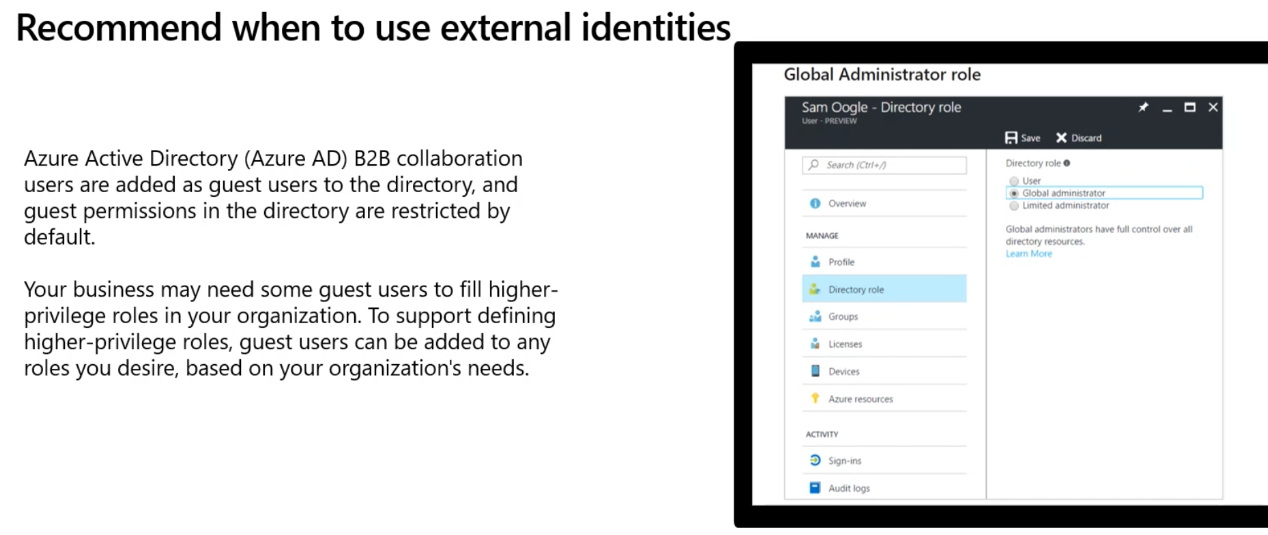 Recommend when to use external identities
Azure Active Directory (Azure AD) B2B collaboration
users are added as guest users to the directory, and
guest permissions in the directory are restricted by
default.
Your business may need some guest users to fill higher-
privilege roles in your organization. To support defining
higher-privilege roles, guest users can be added to any
roles you desire, based on your organization's needs.
Global Administrator role
Sam Oogle - Directory role
User - PREVIEW
Save Discard
Search (Ctrl+/)
Overview
MANAGE
Profile
Directory role
Groups
Licenses
Devices
Azure resources
ACTIVITY
Sign-ins
Audit logs
Directory role
User
Global administrator
Limited administrator
Global administrators have full control over all
directory resources.
Learn More